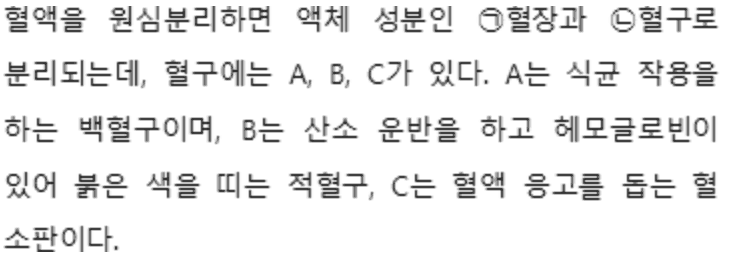 혈액을 원심분리하면 액체 성분인 ㉠혈장과 ㉡혈구로
분리되는데, 혈구에는 A, B, C가 있다. A는 식균 작용을
하는 백혈구이며, B는 산소 운반을 하고 헤모글로빈이
있어 붉은 색을 띠는 적혈구, C는 혈액 응고를 돕는 혈
소판이다.